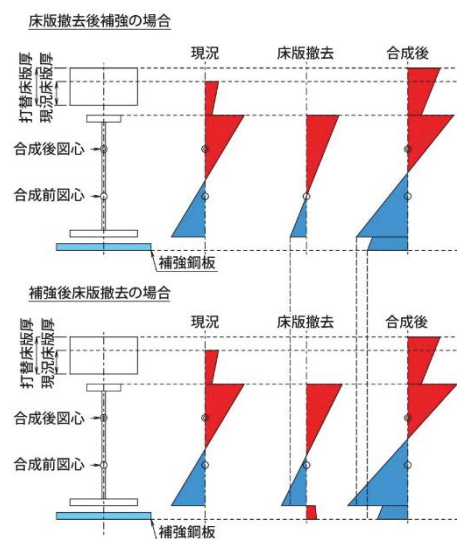 床版撤去後補強の場合
現況
床版撤去
合成後
打替床版厚
現況床版厚
合成後図心
合成前図心
補強鋼板
補強後床版撤去の場合
現況
床版撤去
合成後
打替床版厚
現況床版厚
合成後図心
合成前図心
補強鋼板